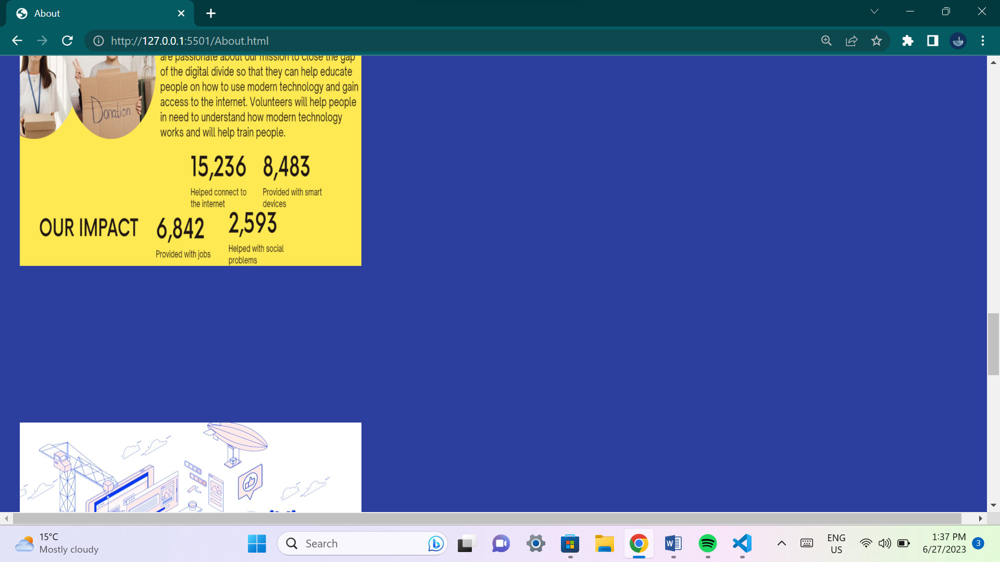 About
http://127.0.0.1:5501/About.html
are passionate about our mission to close the gap
of the digital divide so that they can help educate
people on how to use modern technology and gain
access to the internet. Volunteers will help people
in need to understand how modern technology
works and will help train people.
Donation
15,236
Helped connect to
the internet
8,483
Provided with smart
devices
OUR IMPACT
6,842
Provided with jobs
2,593
Helped with social
problems
15°C
Mostly cloudy
Search
W
ENG
US
1:37 PM
6/27/2023
3